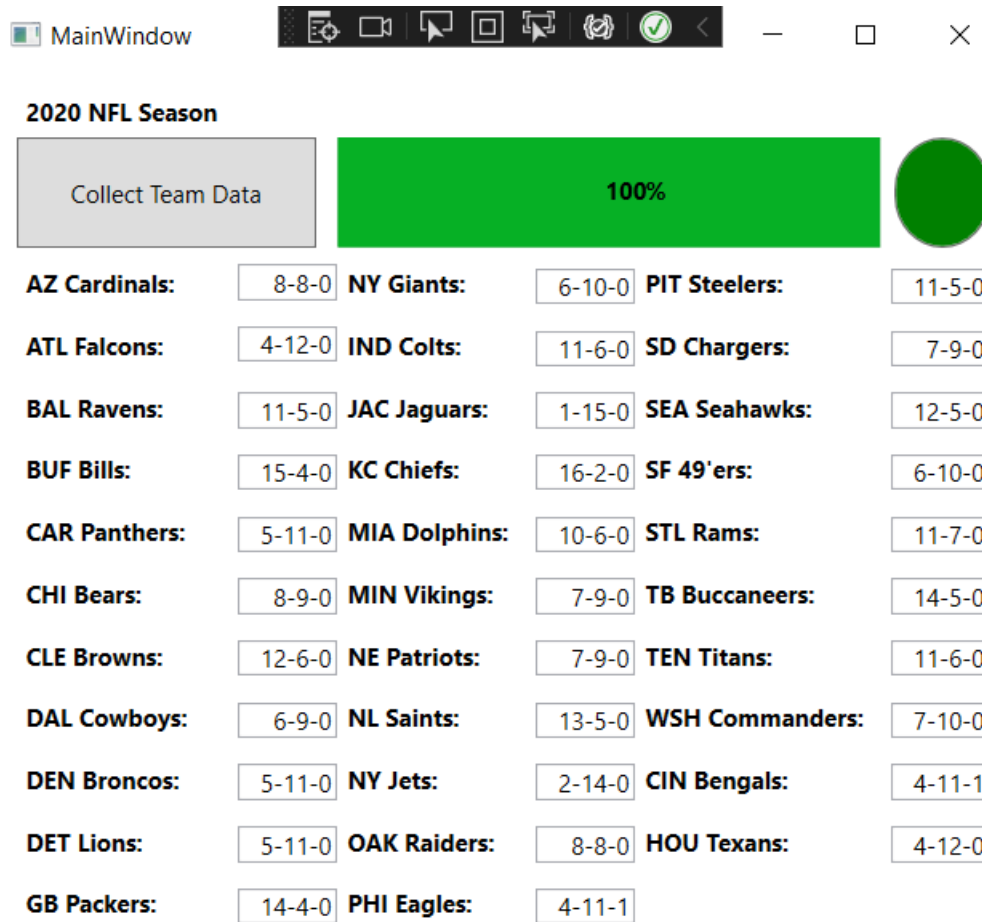 MainWindow
2020 NFL Season
Collect Team Data 100%
AZ Cardinals: 8-8-0 NY Giants: 6-10-0 PIT Steelers: 11-5-0
ATL Falcons: 4-12-0 IND Colts: 11-6-0 SD Chargers: 7-9-0
BAL Ravens: 11-5-0 JAC Jaguars: 1-15-0 SEA Seahawks: 12-5-0
BUF Bills: 15-4-0 KC Chiefs: 16-2-0 SF 49'ers: 6-10-0
CAR Panthers: 5-11-0 MIA Dolphins: 10-6-0 STL Rams: 11-7-0
CHI Bears: 8-9-0 MIN Vikings: 7-9-0 TB Buccaneers: 14-5-0
CLE Browns: 12-6-0 NE Patriots: 7-9-0 TEN Titans: 11-6-0
DAL Cowboys: 6-9-0 NL Saints: 13-5-0 WSH Commanders: 7-10-0
DEN Broncos: 5-11-0 NY Jets: 2-14-0 CIN Bengals: 4-11-1
DET Lions: 5-11-0 OAK Raiders: 8-8-0 HOU Texans: 4-12-0
GB Packers: 14-4-0 PHI Eagles: 4-11-1